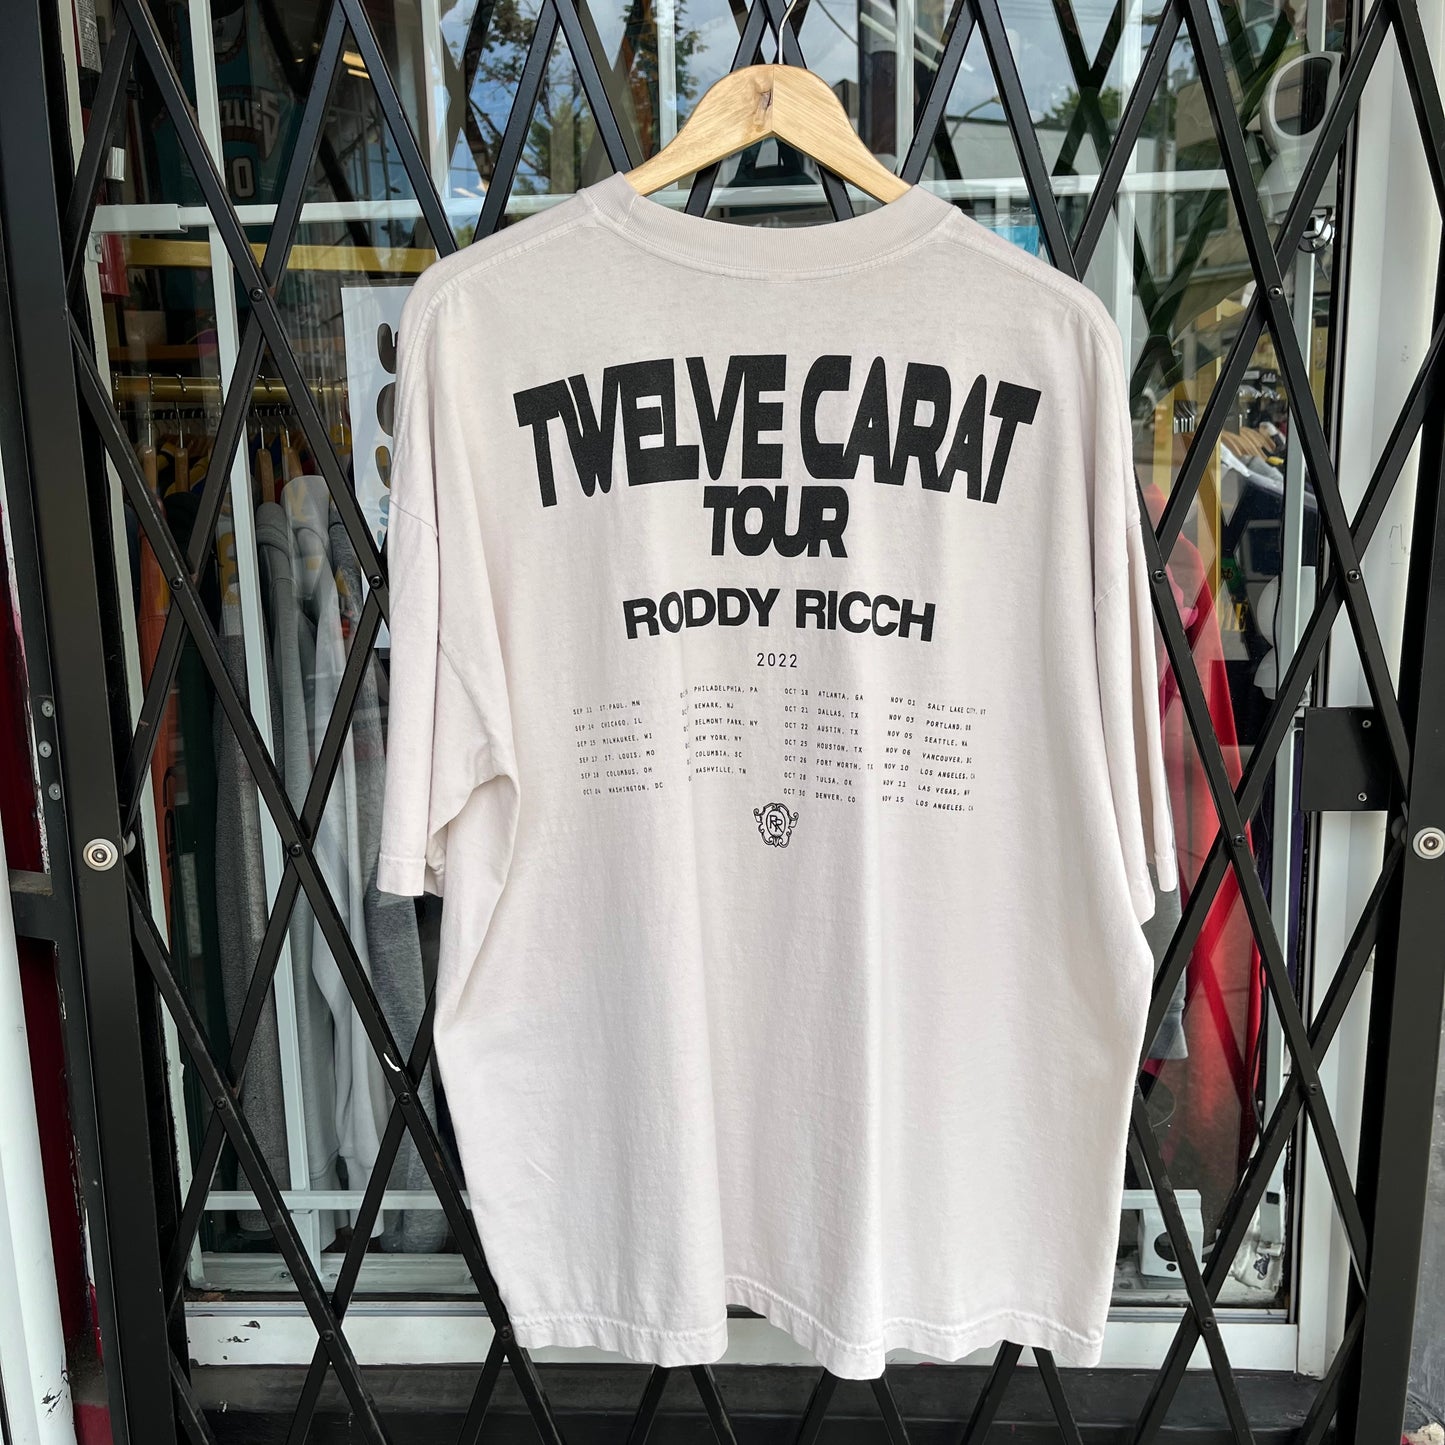 TWELVE CARAT
TOUR
RODDY RICCH
2022
SEP 11 ST.PAUL, MN
SEP 14 CHICAGO, IL
SEP 15 MILWAUKEE, WI
SEP 17 ST. LOUIS, MO
SEP 18 COLUMBUS, OH
OCT 04 WASHINGTON, DC
PHILADELPHIA, PA
NEWARK, NJ
BELMONT PARK, NY
NEW YORK, NY
COLUMBIA, SC
NASHVILLE, TN
OCT 18 ATLANTA, GA
OCT 21 DALLAS, TX
OCT 22 AUSTIN, TX
OCT 25 HOUSTON, TX
OCT 26 FORT WORTH, TX
OCT 28 TULSA, OK
OCT 30 DENVER, CO
NOV 01 SALT LAKE CITY, UT
NOV 03 PORTLAND, OR
NOV 05 SEATTLE, WA
NOV 06 VANCOUVER, BC
NOV 10 LOS ANGELES, CA
NOV 11 LAS VEGAS, NV
NOV 15 LOS ANGELES, CA
RR